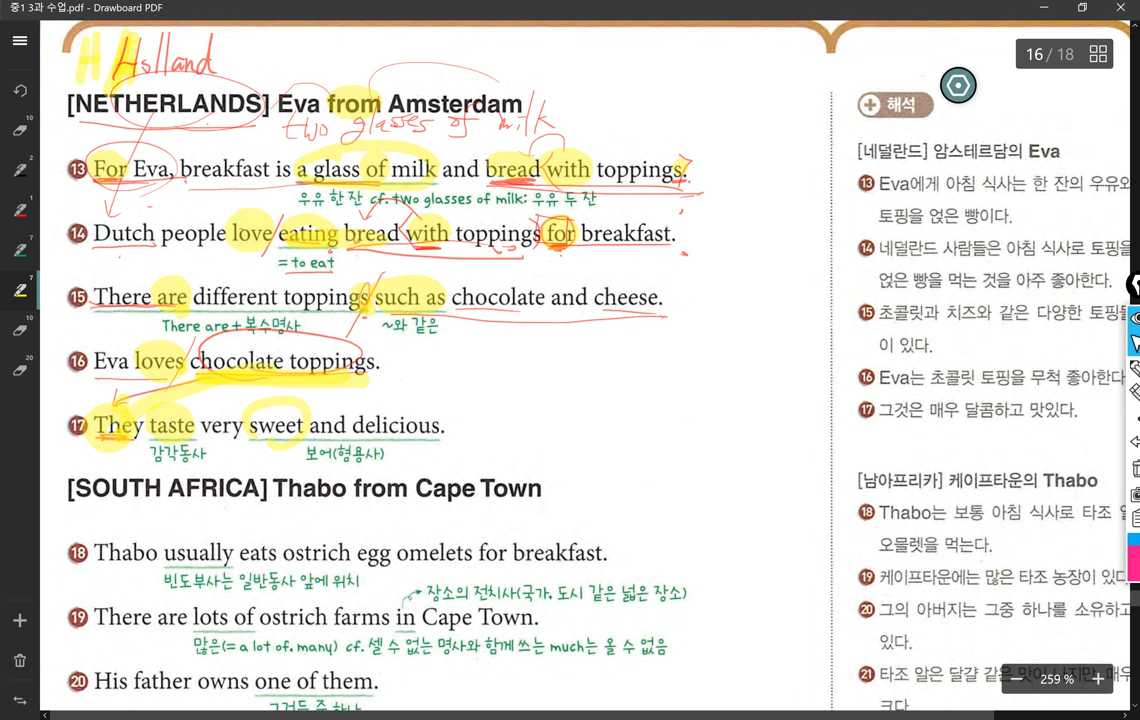 중1 3과 수업.pdf - Drawboard PDF
16 / 18
Holland
[NETHERLANDS] Eva from Amsterdam
two glasses of milk
⑬ For Eva, breakfast is a glass of milk and bread with toppings.
우유 한 잔 cf. two glasses of milk: 우유 두 잔
⑭ Dutch people love eating bread with toppings for breakfast.
= to eat
⑮ There are different toppings such as chocolate and cheese.
There are + 복수명사
~와 같은
⑯ Eva loves chocolate toppings.
⑰ They taste very sweet and delicious.
감각동사
보어(형용사)
[SOUTH AFRICA] Thabo from Cape Town
⑱ Thabo usually eats ostrich egg omelets for breakfast.
빈도부사는 일반동사 앞에 위치
장소의 전치사(국가, 도시 같은 넓은 장소)
⑲ There are lots of ostrich farms in Cape Town.
많은(= a lot of, many) cf. 셀 수 없는 명사와 함께 쓰는 much는 올 수 없음
⑳ His father owns one of them.
해석
[네덜란드] 암스테르담의 Eva
⑬ Eva에게 아침 식사는 한 잔의 우유와
토핑을 얹은 빵이다.
⑭ 네덜란드 사람들은 아침 식사로 토핑을
얹은 빵을 먹는 것을 아주 좋아한다.
⑮ 초콜릿과 치즈와 같은 다양한 토핑들
이 있다.
⑯ Eva는 초콜릿 토핑을 무척 좋아한다
⑰ 그것은 매우 달콤하고 맛있다.
[남아프리카] 케이프타운의 Thabo
⑱ Thabo는 보통 아침 식사로 타조
오믈렛을 먹는다.
⑲ 케이프타운에는 많은 타조 농장이 있다
⑳ 그의 아버지는 그중 하나를 소유하고
있다.
㉑ 타조 알은 달걀 같은 맛이
크다
259 %
10
2
1
7
7
10
20